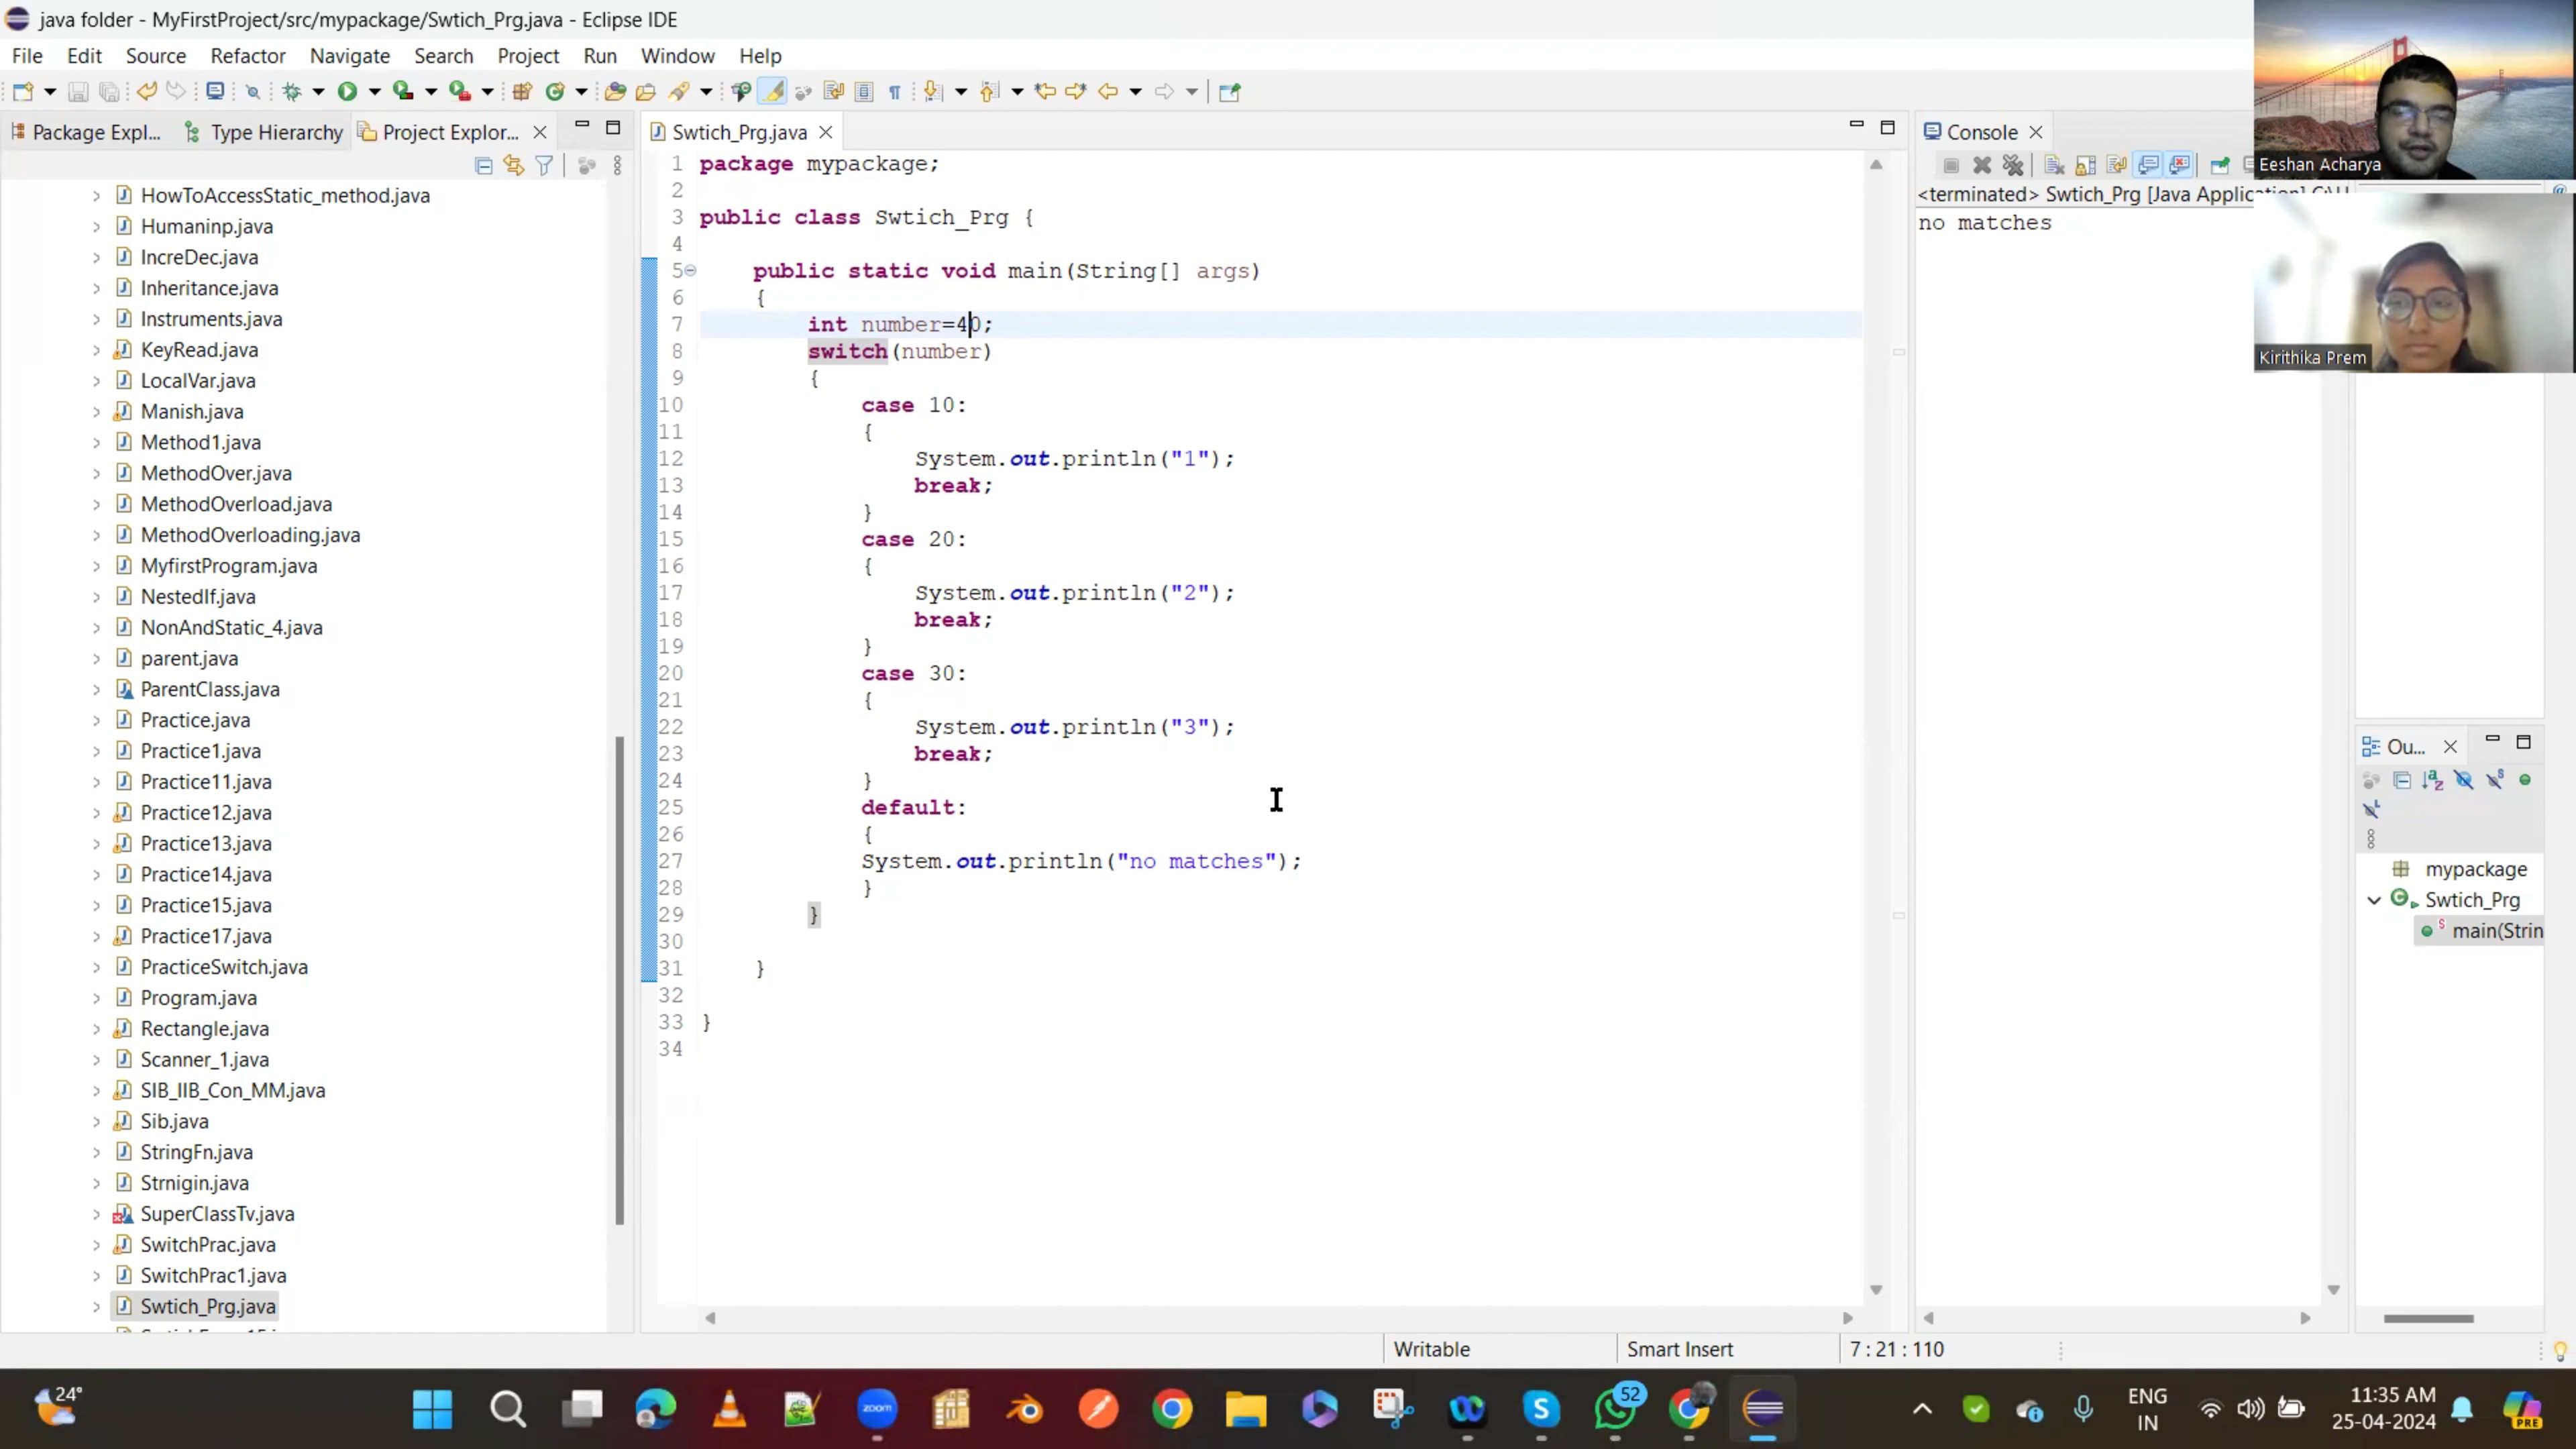 java folder - MyFirstProject/src/mypackage/Swtich_Prg.java - Eclipse IDE
File Edit Source Refactor Navigate Search Project Run Window Help
Package Expl... Type Hierarchy Project Explor...
HowToAccessStatic_method.java
Humaninp.java
IncreDec.java
Inheritance.java
Instruments.java
KeyRead.java
LocalVar.java
Manish.java
Method1.java
MethodOver.java
MethodOverload.java
MethodOverloading.java
MyfirstProgram.java
NestedIf.java
NonAndStatic_4.java
parent.java
ParentClass.java
Practice.java
Practice1.java
Practice11.java
Practice12.java
Practice13.java
Practice14.java
Practice15.java
Practice17.java
PracticeSwitch.java
Program.java
Rectangle.java
Scanner_1.java
SIB_IIB_Con_MM.java
Sib.java
StringFn.java
Strnigin.java
SuperClassTv.java
SwitchPrac.java
SwitchPrac1.java
Swtich_Prg.java
Swtich_Prg.java
1 package mypackage;
2
3 public class Swtich_Prg {
4
5 public static void main(String[] args)
6 {
7 int number=40;
8 switch(number)
9 {
10 case 10:
11 {
12 System.out.println("1");
13 break;
14 }
15 case 20:
16 {
17 System.out.println("2");
18 break;
19 }
20 case 30:
21 {
22 System.out.println("3");
23 break;
24 }
25 default:
26 {
27 System.out.println("no matches");
28 }
29 }
30
31 }
32
33 }
34
Console
<terminated> Swtich_Prg [Java Applic
no matches
Eeshan Acharya
Kirithika Prem
Ou...
mypackage
Swtich_Prg
main(Strin
Writable Smart Insert 7 : 21 : 110
24°
zoom
52
ENG
IN
11:35 AM
25-04-2024
PRE